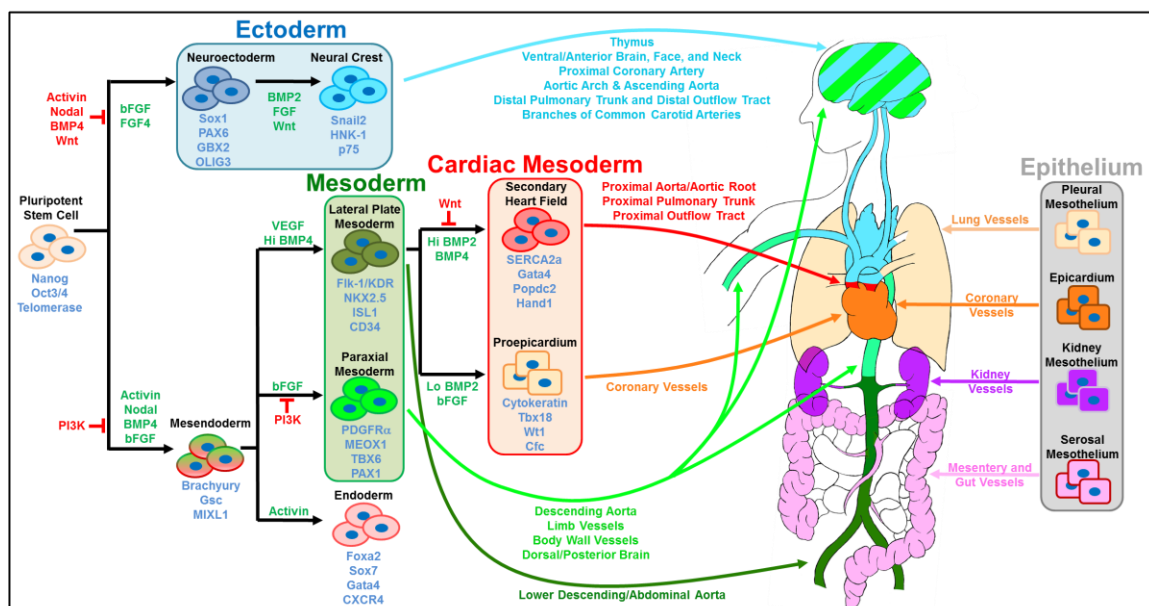 Ectoderm
Neuroectoderm
Neural Crest
Activin
Nodal
BMP4
Wnt
bFGF
FGF4
BMP2
FGF
Wnt
Sox1
PAX6
GBX2
OLIG3
Snail2
HNK-1
p75
Thymus
Ventral/Anterior Brain, Face, and Neck
Proximal Coronary Artery
Aortic Arch & Ascending Aorta
Distal Pulmonary Trunk and Distal Outflow Tract
Branches of Common Carotid Arteries
Pluripotent
Stem Cell
Nanog
Oct3/4
Telomerase
Mesoderm
Lateral Plate
Mesoderm
VEGF
Hi BMP4
Flk-1/KDR
NKX2.5
ISL1
CD34
Paraxial
Mesoderm
bFGF
PI3K
PDGFRα
MEOX1
TBX6
PAX1
Cardiac Mesoderm
Wnt
Hi BMP2
BMP4
Secondary
Heart Field
SERCA2a
Gata4
Popdc2
Hand1
Proximal Aorta/Aortic Root
Proximal Pulmonary Trunk
Proximal Outflow Tract
Lo BMP2
bFGF
Proepicardium
Cytokeratin
Tbx18
Wt1
Cfc
Coronary Vessels
PI3K
Activin
Nodal
BMP4
bFGF
Mesendoderm
Brachyury
Gsc
MIXL1
Activin
Endoderm
Foxa2
Sox7
Gata4
CXCR4
Descending Aorta
Limb Vessels
Body Wall Vessels
Dorsal/Posterior Brain
Lower Descending/Abdominal Aorta
Epithelium
Pleural
Mesothelium
Lung Vessels
Epicardium
Coronary
Vessels
Kidney
Mesothelium
Kidney
Vessels
Serosal
Mesothelium
Mesentery and
Gut Vessels